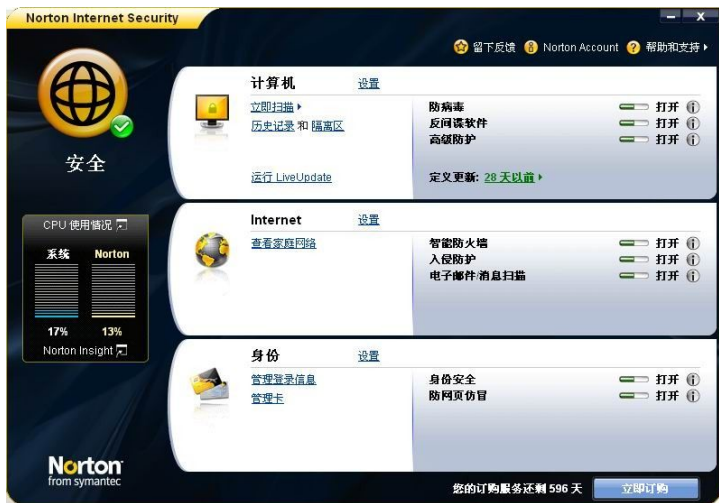 Norton Internet Security
留下反馈 Norton Account 帮助和支持
安全
CPU 使用情况
系统 Norton
17% 13%
Norton Insight
计算机 设置
立即扫描
历史记录 和 隔离区
运行 LiveUpdate
防病毒 打开
反间谍软件 打开
高级防护 打开
定义更新: 28 天以前
Internet 设置
查看家庭网络
智能防火墙 打开
入侵防护 打开
电子邮件/消息扫描 打开
身份 设置
管理登录信息
管理卡
身份安全 打开
防网页仿冒 打开
Norton
from symantec
您的订购服务还剩 596 天 立即订购